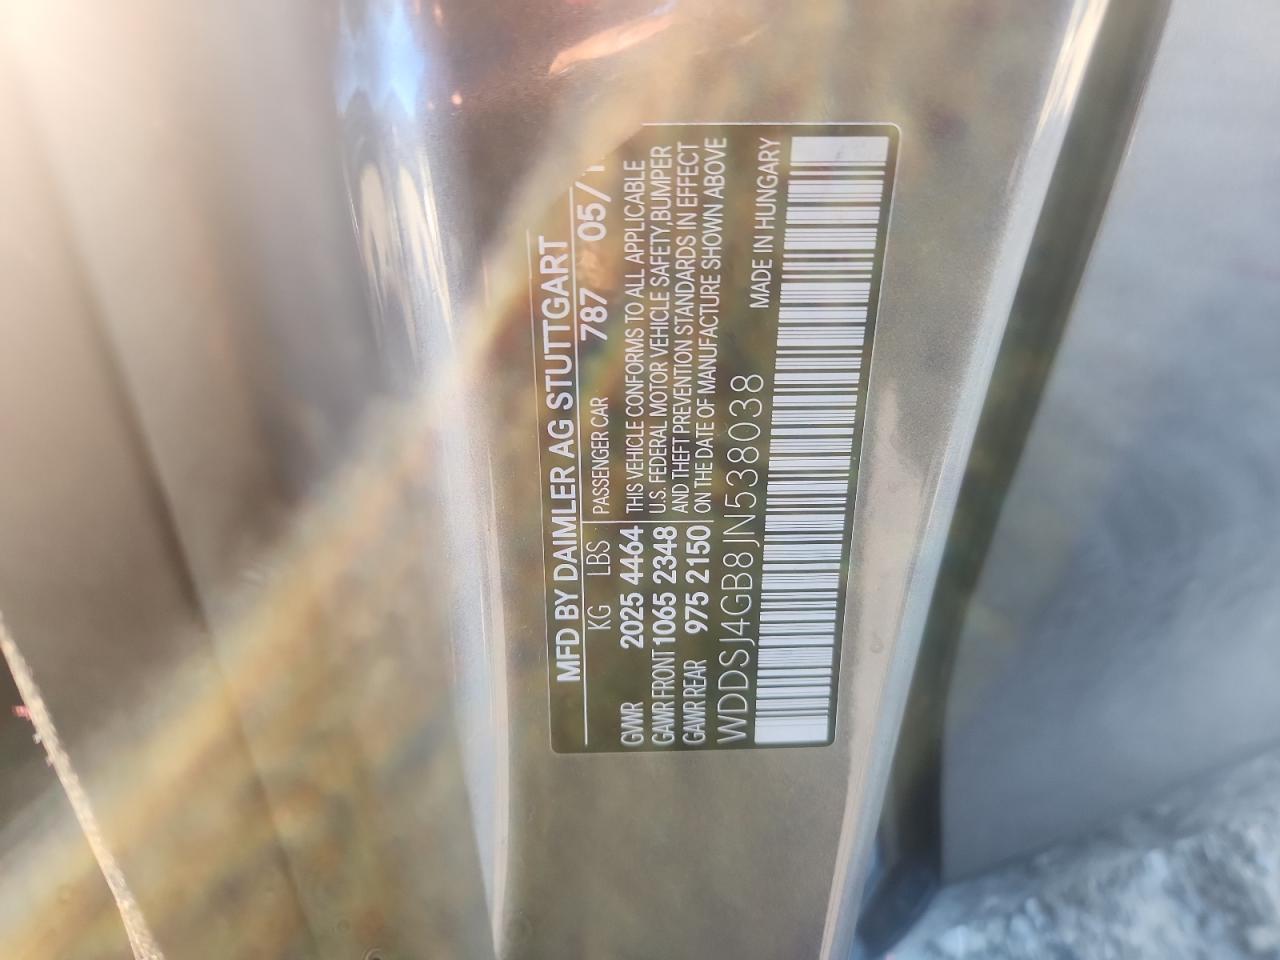 MFD BY DAIMLER AG STUTTGART
KG LBS PASSENGER CAR 787 05/
GVWR 2025 4464 THIS VEHICLE CONFORMS TO ALL APPLICABLE
GAWR FRONT 1065 2348 U.S. FEDERAL MOTOR VEHICLE SAFETY, BUMPER
GAWR REAR 975 2150 AND THEFT PREVENTION STANDARDS IN EFFECT
ON THE DATE OF MANUFACTURE SHOWN ABOVE
WDDSJ4GB8JN538038 MADE IN HUNGARY